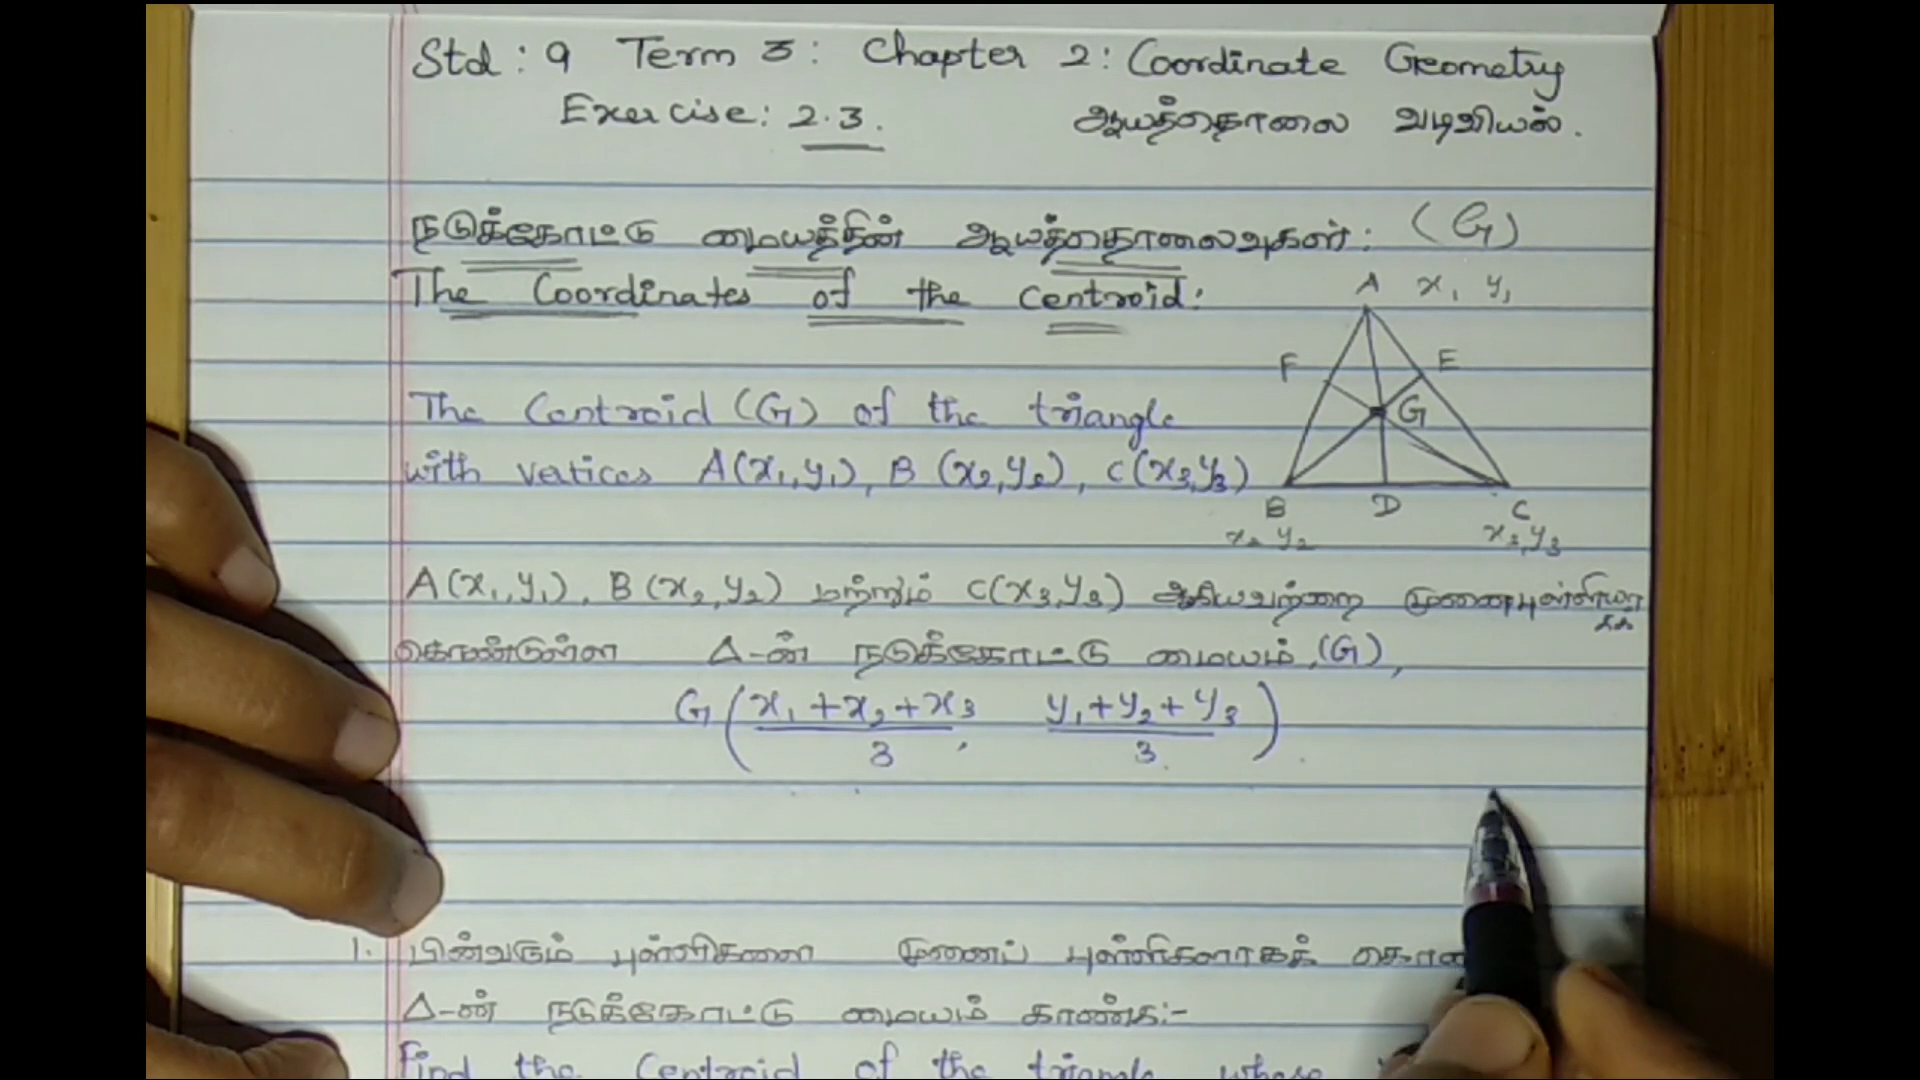 Std : 9 Term 3 : Chapter 2 : Coordinate Geometry
Exercise : 2.3. ஆயத்தொலை வடிவியல்.
நடுக்கோட்டு மையத்தின் ஆயத்தொலைவுகள் : (G)
The Coordinates of the Centroid:
A x₁ y₁
F E
G
The Centroid (G) of the triangle
with vertices A(x₁,y₁), B (x₂,y₂), C(x₃,y₃)
B D C
x₂ y₂ x₃,y₃
A(x₁,y₁), B(x₂,y₂) மற்றும் C(x₃,y₃) ஆகியவற்றை
கொண்டுள்ள Δ-ன் நடுக்கோட்டு மையம், (G),
G (x₁+x₂+x₃/3, y₁+y₂+y₃/3).
1. பின்வரும் புள்ளிகளை முனைப் புள்ளிகளாகக்
Δ-ன் நடுக்கோட்டு மையம் காண்க:-
Find the Centroid of the triangle whose